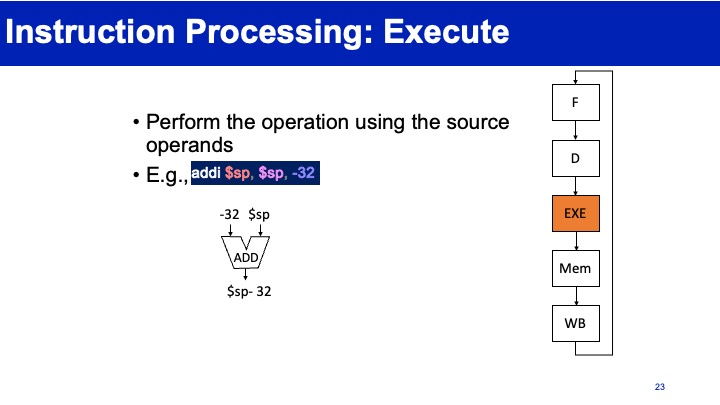 Instruction Processing: Execute
• Perform the operation using the source
operands
• E.g., addi $sp, $sp, -32
-32 $sp
ADD
$sp- 32
F
D
EXE
Mem
WB
23